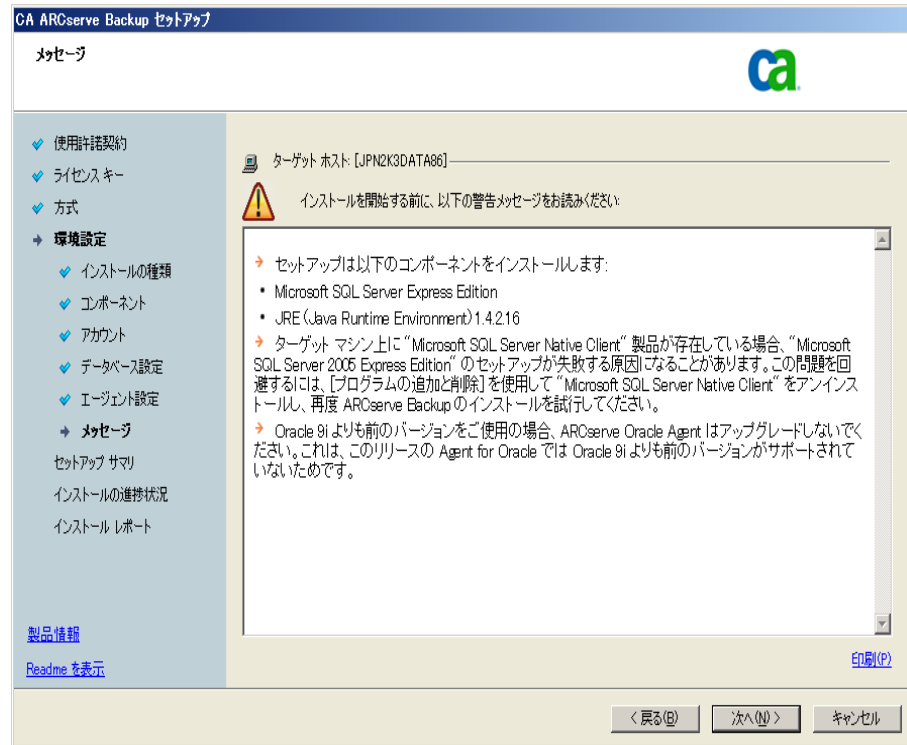 CA ARCserve Backup セットアップ
メッセージ
ca
使用許諾契約
ライセンス キー
方式
環境設定
インストールの種類
コンポーネント
アカウント
データベース設定
エージェント設定
メッセージ
セットアップ サマリ
インストールの進捗状況
インストール レポート
製品情報
Readme を表示
ターゲット ホスト: [JPN2K3DATA86]
インストールを開始する前に、以下の警告メッセージをお読みください:
セットアップは以下のコンポーネントをインストールします:
• Microsoft SQL Server Express Edition
• JRE (Java Runtime Environment) 1.4.2.16
ターゲット マシン上に "Microsoft SQL Server Native Client" 製品が存在している場合、"Microsoft
SQL Server 2005 Express Edition" のセットアップが失敗する原因になることがあります。この問題を回
避するには、[プログラムの追加と削除] を使用して "Microsoft SQL Server Native Client" をアンインス
トールし、再度 ARCserve Backup のインストールを試行してください。
Oracle 9i よりも前のバージョンをご使用の場合、ARCserve Oracle Agent はアップグレードしないでく
ださい。これは、このリリースの Agent for Oracle では Oracle 9i よりも前のバージョンがサポートされて
いないためです。
印刷(P)
< 戻る(B)
次へ(N) >
キャンセル